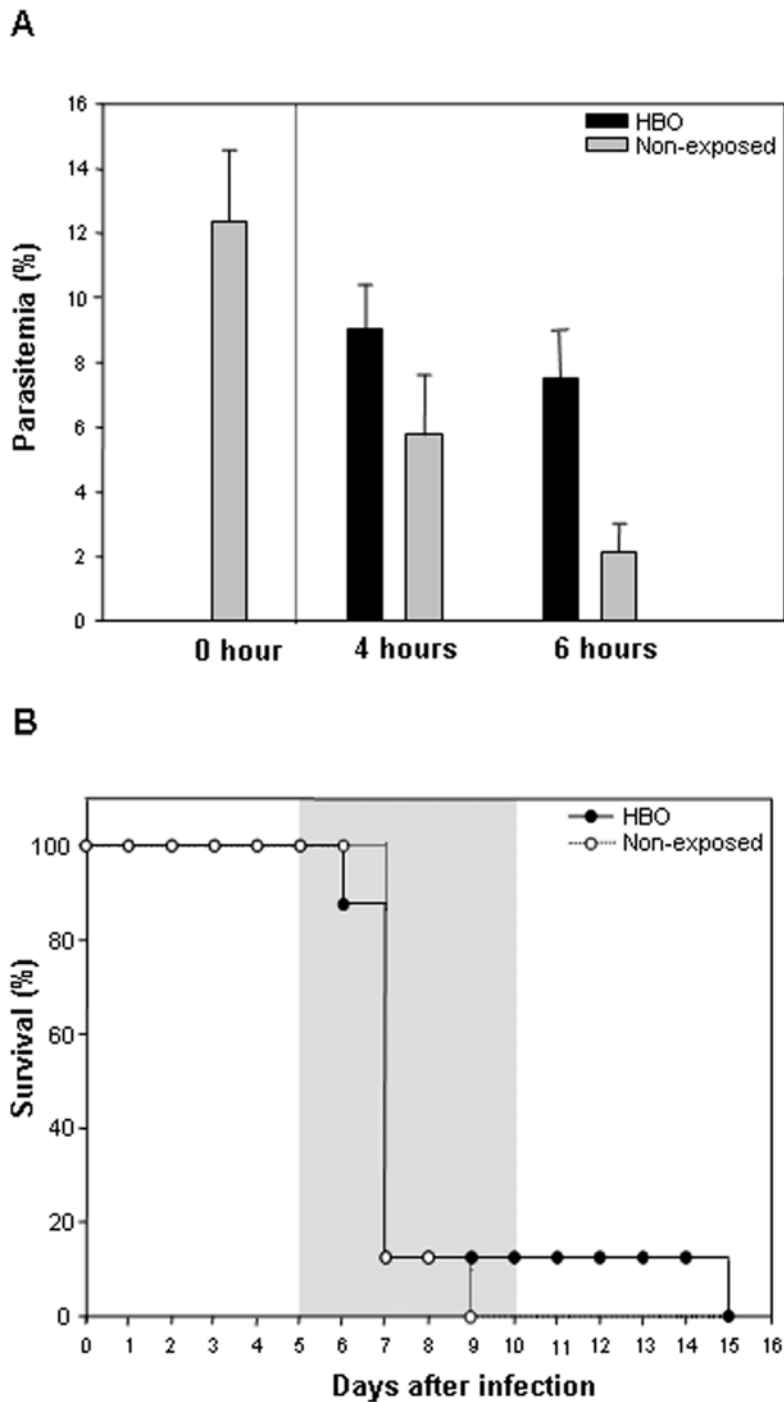 A
16
14
12
10
8
6
4
2
0
Parasitemia (%)
HBO
Non-exposed
0 hour
4 hours
6 hours
B
100
80
60
40
20
0
Survival (%)
HBO
Non-exposed
0 1 2 3 4 5 6 7 8 9 10 11 12 13 14 15 16
Days after infection